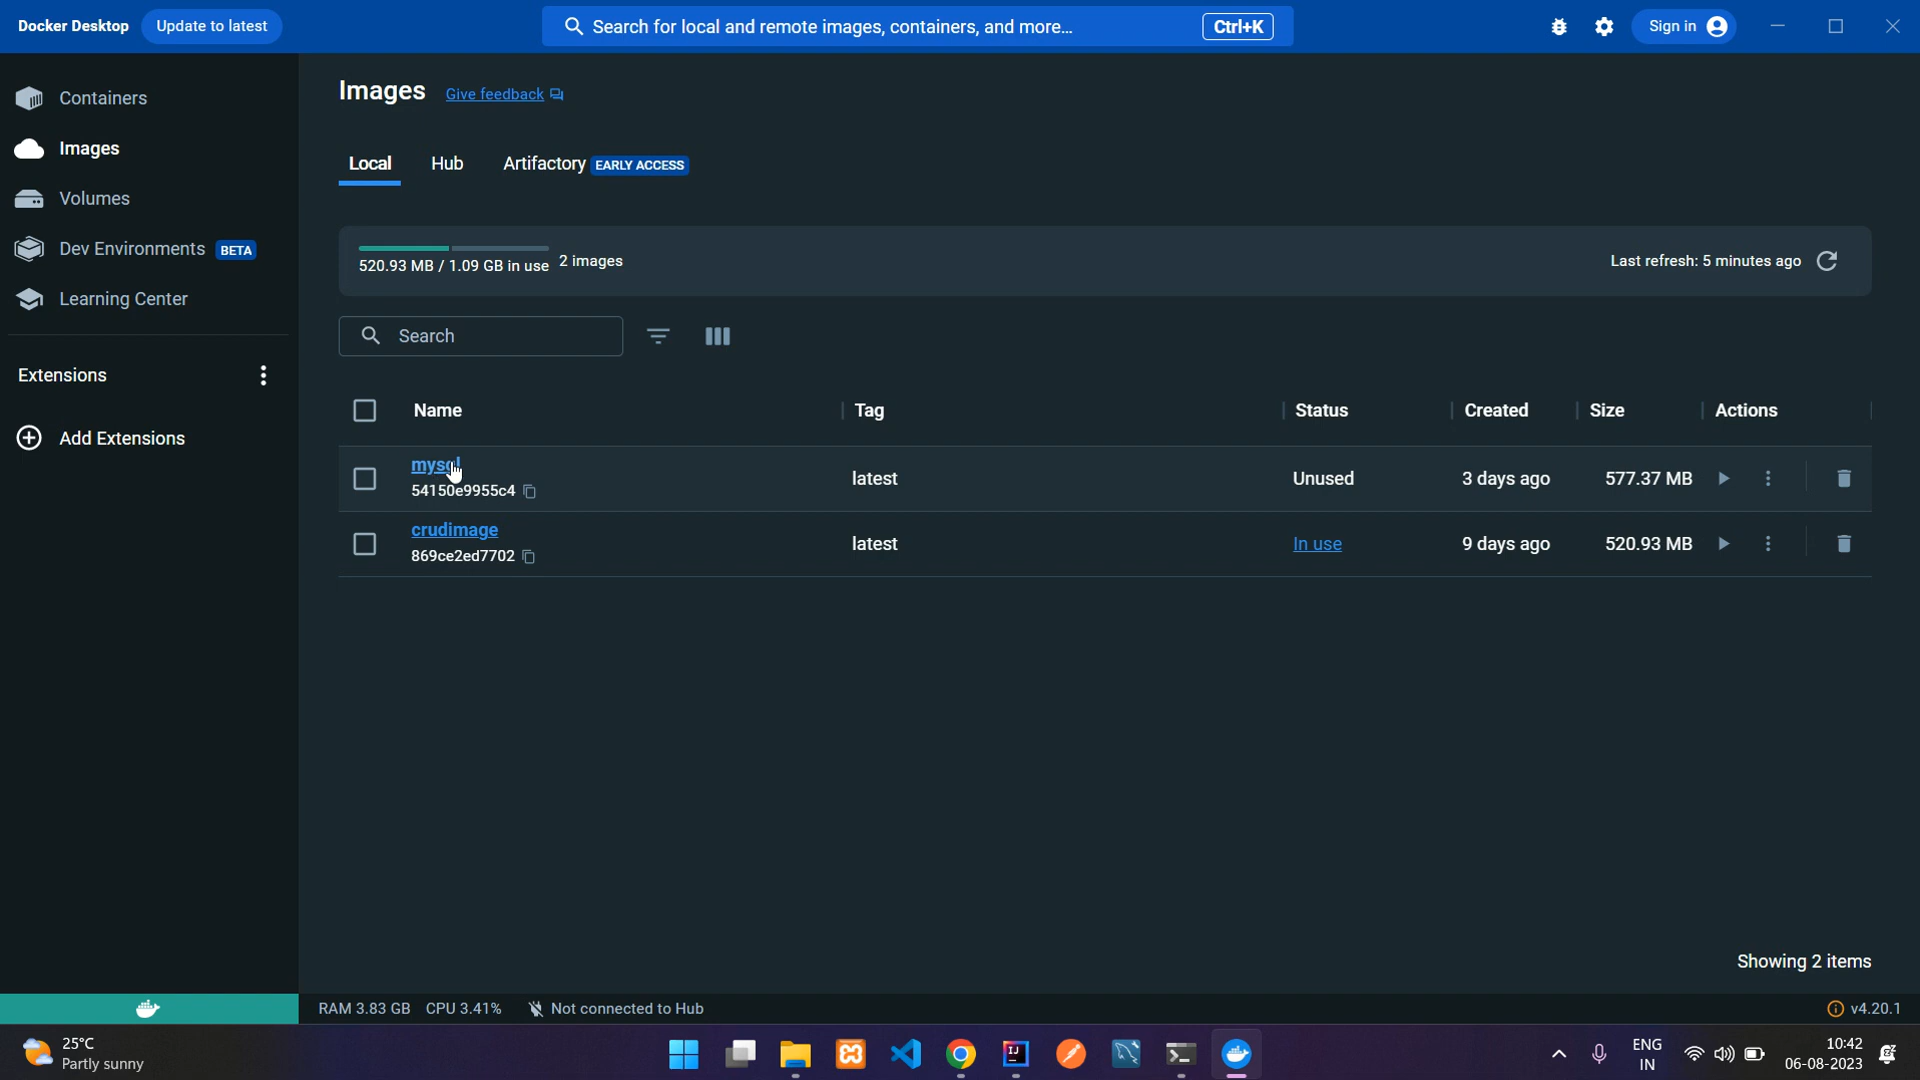 Docker Desktop Update to latest Search for local and remote images, containers, and more... Ctrl+K Sign in
Containers
Images
Volumes
Dev Environments BETA
Learning Center
Extensions
Add Extensions
Images Give feedback
Local Hub Artifactory EARLY ACCESS
520.93 MB / 1.09 GB in use 2 images Last refresh: 5 minutes ago
Search
Name Tag Status Created Size Actions
mysql
54150e9955c4 latest Unused 3 days ago 577.37 MB
crudimage
869ce2ed7702 latest In use 9 days ago 520.93 MB
Showing 2 items
RAM 3.83 GB CPU 3.41% Not connected to Hub v4.20.1
25°C
Partly sunny
ENG
IN
10:42
06-08-2023